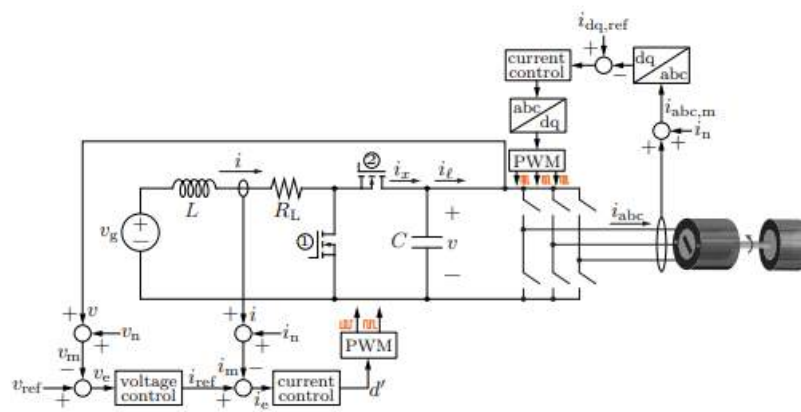 i_dq,ref
+
−
current
control
dq
abc
abc
dq
i_abc,m
i_n
+
+
PWM
i
②
i_x
i_ℓ
L
R_L
i_abc
v_g
+
−
①
C
+
v
−
+
v
v_n
+
+
i
i_n
+
PWM
v_m
−
i_m
−
v_ref
+
v_e
voltage
control
i_ref
+
i_e
current
control
d′